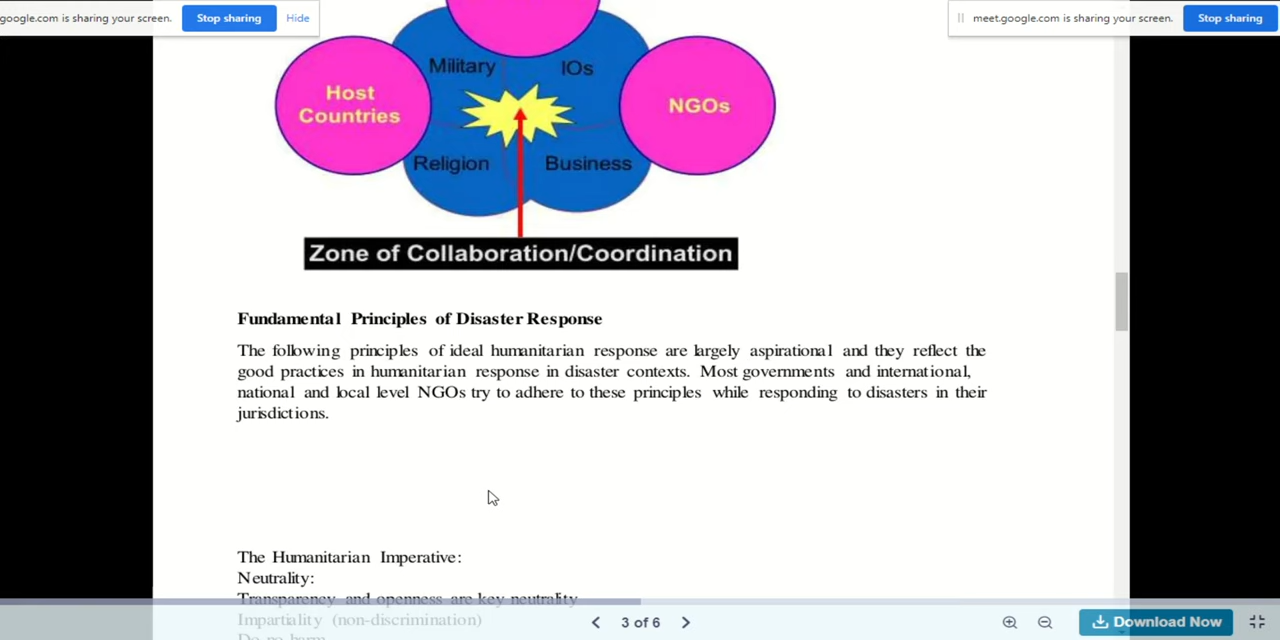 google.com is sharing your screen. Stop sharing Hide
meet.google.com is sharing your screen. Stop sharing
Military IOs
Host
Countries
NGOs
Religion Business
Zone of Collaboration/Coordination
Fundamental Principles of Disaster Response
The following principles of ideal humanitarian response are largely aspirational and they reflect the
good practices in humanitarian response in disaster contexts. Most governments and international,
national and local level NGOs try to adhere to these principles while responding to disasters in their
jurisdictions.
The Humanitarian Imperative:
Neutrality:
Transparency and openness are key neutrality
Impartiality (non-discrimination)
Do no harm
3 of 6
Download Now